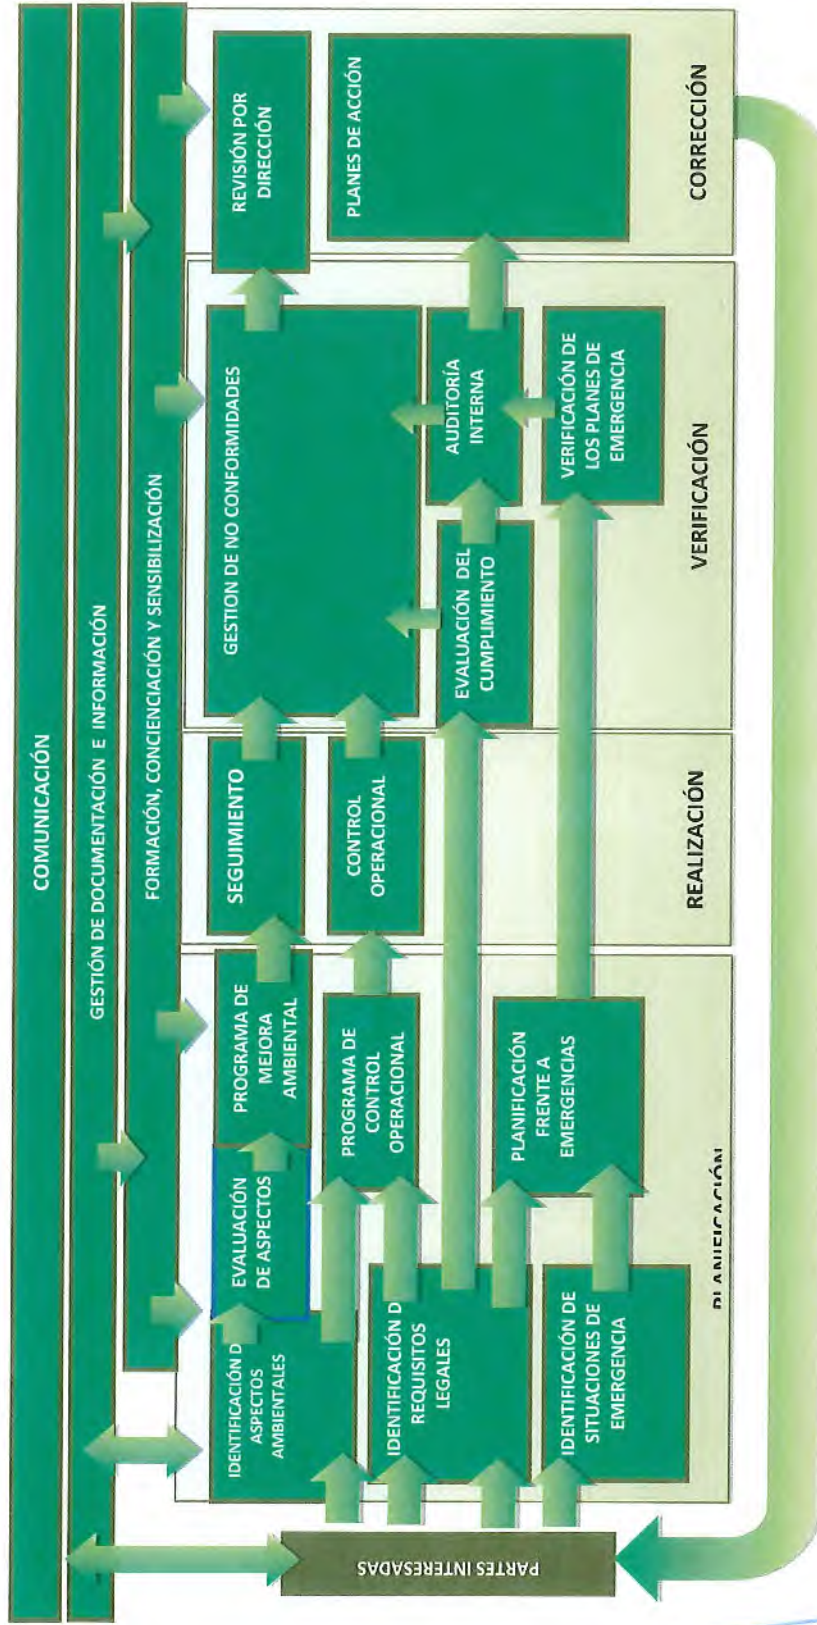 COMUNICACIÓN
GESTIÓN DE DOCUMENTACIÓN E INFORMACIÓN
FORMACIÓN, CONCIENCIACIÓN Y SENSIBILIZACIÓN
PARTES INTERESADAS
IDENTIFICACIÓN D
ASPECTOS
AMBIENTALES
EVALUACIÓN
DE ASPECTOS
PROGRAMA DE
MEJORA
AMBIENTAL
PROGRAMA DE
CONTROL
OPERACIONAL
IDENTIFICACIÓN D
REQUISITOS
LEGALES
PLANIFICACIÓN
FRENTE A
EMERGENCIAS
IDENTIFICACIÓN DE
SITUACIONES DE
EMERGENCIA
PLANIFICACIÓN
SEGUIMIENTO
CONTROL
OPERACIONAL
REALIZACIÓN
GESTION DE NO CONFORMIDADES
EVALUACIÓN DEL
CUMPLIMIENTO
AUDITORÍA
INTERNA
VERIFICACIÓN DE
LOS PLANES DE
EMERGENCIA
VERIFICACIÓN
REVISIÓN POR
DIRECCIÓN
PLANES DE ACCIÓN
CORRECCIÓN